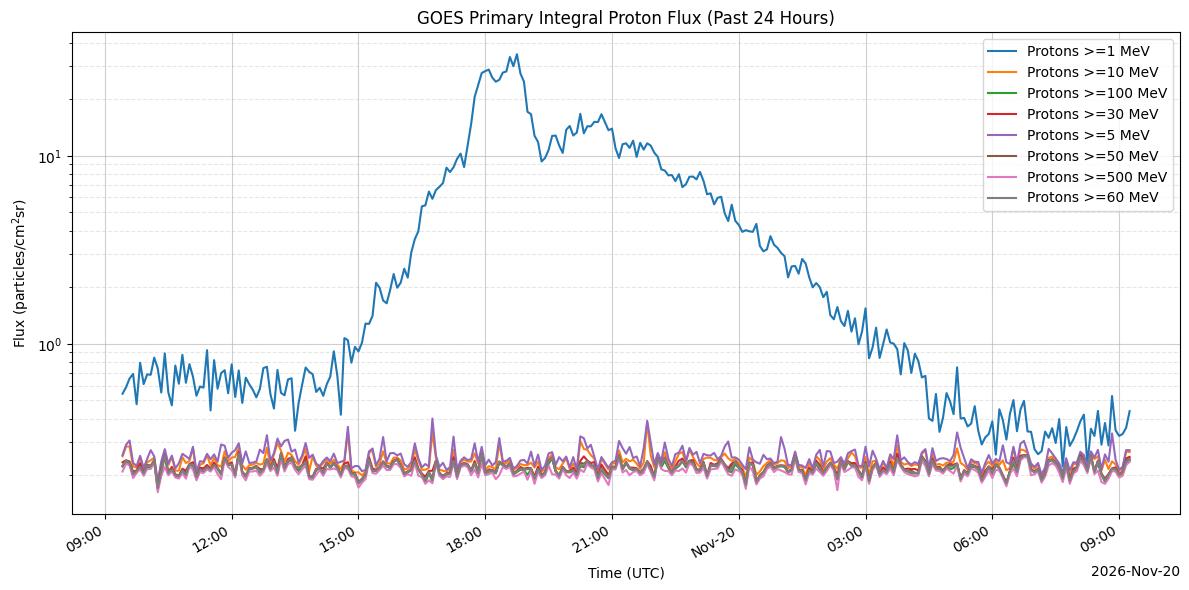 GOES Primary Integral Proton Flux (Past 24 Hours)
Protons >=1 MeV
Protons >=10 MeV
Protons >=100 MeV
Protons >=30 MeV
Protons >=5 MeV
Protons >=50 MeV
Protons >=500 MeV
Protons >=60 MeV
Flux (particles/cm²sr)
10¹
10⁰
09:00
12:00
15:00
18:00
21:00
Nov-20
03:00
06:00
09:00
Time (UTC)
2026-Nov-20